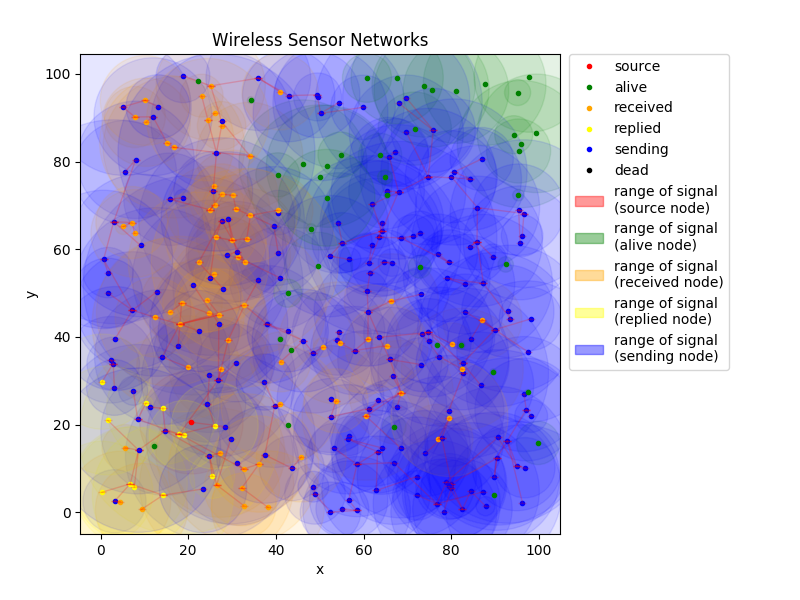 Wireless Sensor Networks
100
80
60
40
20
0
y
0
20
40
60
80
100
x
source
alive
received
replied
sending
dead
range of signal
(source node)
range of signal
(alive node)
range of signal
(received node)
range of signal
(replied node)
range of signal
(sending node)